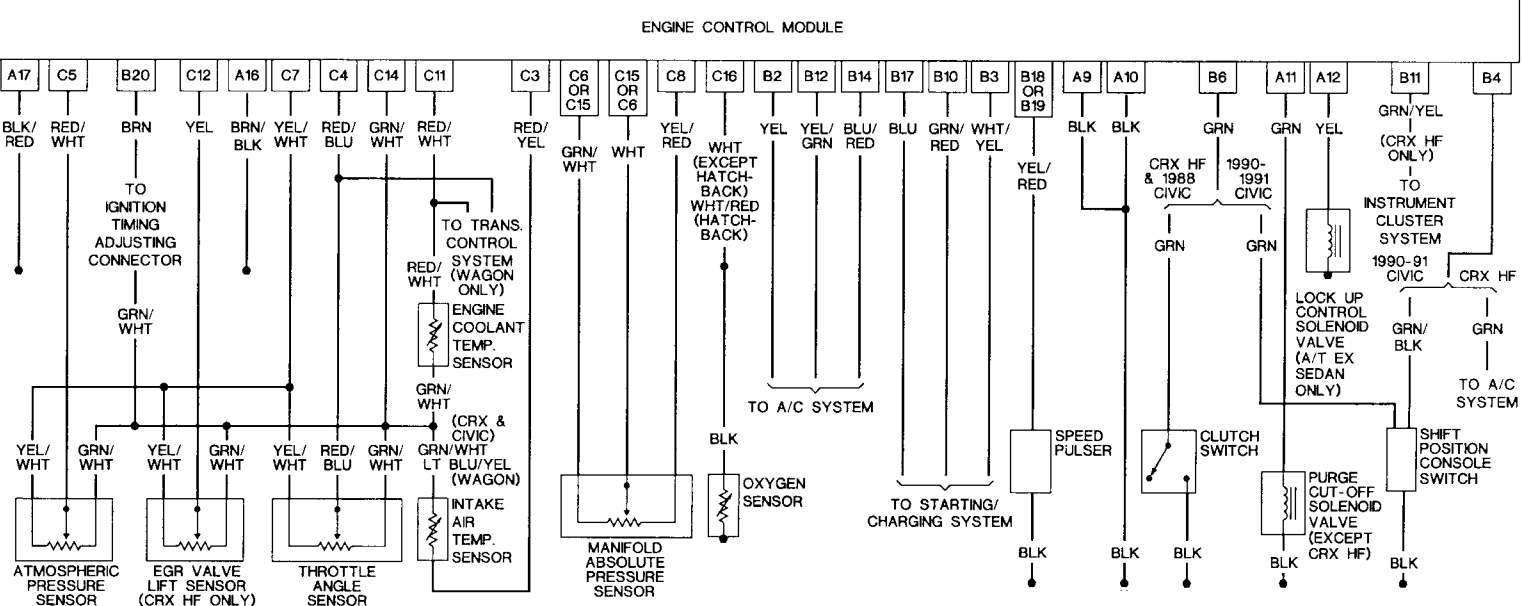 ENGINE CONTROL MODULE
A17
C5
B20
C12
A16
C7
C4
C14
C11
C3
C6
OR
C15
C15
OR
C6
C8
C16
B2
B12
B14
B17
B10
B3
B18
OR
B19
A9
A10
B6
A11
A12
B11
B4
BLK/
RED
RED/
WHT
BRN
YEL
BRN/
BLK
YEL/
WHT
RED/
BLU
GRN/
WHT
RED/
WHT
RED/
YEL
GRN/
WHT
WHT
YEL/
RED
WHT
(EXCEPT
HATCH-
BACK)
WHT/RED
(HATCH-
BACK)
YEL
YEL/
GRN
BLU/
RED
BLU
GRN/
RED
WHT/
YEL
YEL/
RED
BLK
BLK
GRN
GRN
YEL
GRN/YEL
(CRX HF
ONLY)
TO
INSTRUMENT
CLUSTER
SYSTEM
TO
IGNITION
TIMING
ADJUSTING
CONNECTOR
GRN/
WHT
TO TRANS.
CONTROL
SYSTEM
(WAGON
ONLY)
RED/
WHT
ENGINE
COOLANT
TEMP.
SENSOR
GRN/
WHT
(CRX &
CIVIC)
GRN/WHT
LT BLU/YEL
(WAGON)
INTAKE
AIR
TEMP.
SENSOR
CRX HF
& 1988
CIVIC
1990-
1991
CIVIC
GRN
GRN
LOCK UP
CONTROL
SOLENOID
VALVE
(A/T EX
SEDAN
ONLY)
1990-91
CIVIC
CRX HF
GRN/
BLK
GRN
TO A/C
SYSTEM
TO A/C SYSTEM
YEL/
WHT
GRN/
WHT
YEL/
WHT
GRN/
WHT
YEL/
WHT
RED/
BLU
GRN/
WHT
BLK
OXYGEN
SENSOR
TO STARTING/
CHARGING SYSTEM
SPEED
PULSER
CLUTCH
SWITCH
SHIFT
POSITION
CONSOLE
SWITCH
PURGE
CUT-OFF
SOLENOID
VALVE
(EXCEPT
CRX HF)
BLK
BLK
BLK
BLK
BLK
ATMOSPHERIC
PRESSURE
SENSOR
EGR VALVE
LIFT SENSOR
(CRX HF ONLY)
THROTTLE
ANGLE
SENSOR
MANIFOLD
ABSOLUTE
PRESSURE
SENSOR